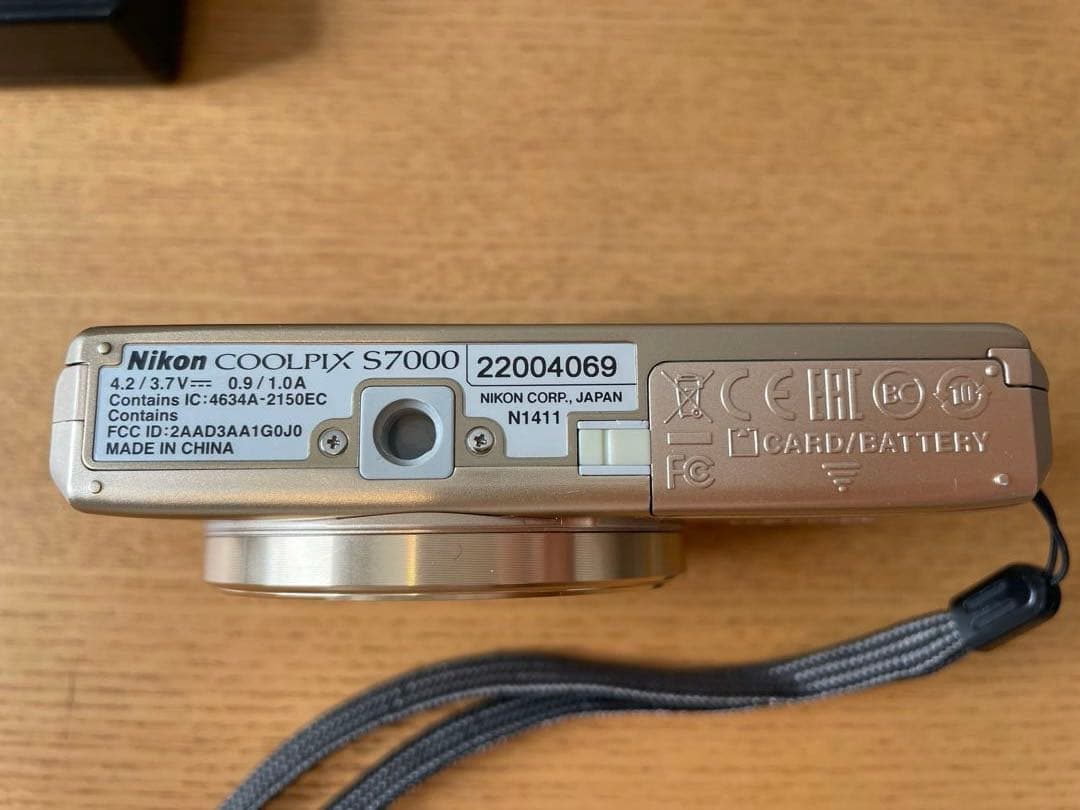 Nikon COOLPIX S7000
4.2 / 3.7V 0.9 / 1.0A
Contains IC:4634A-2150EC
Contains
FCC ID:2AAD3AA1G0J0
MADE IN CHINA
22004069
NIKON CORP., JAPAN
N1411
CE EAC BC 10
FC CARD/BATTERY